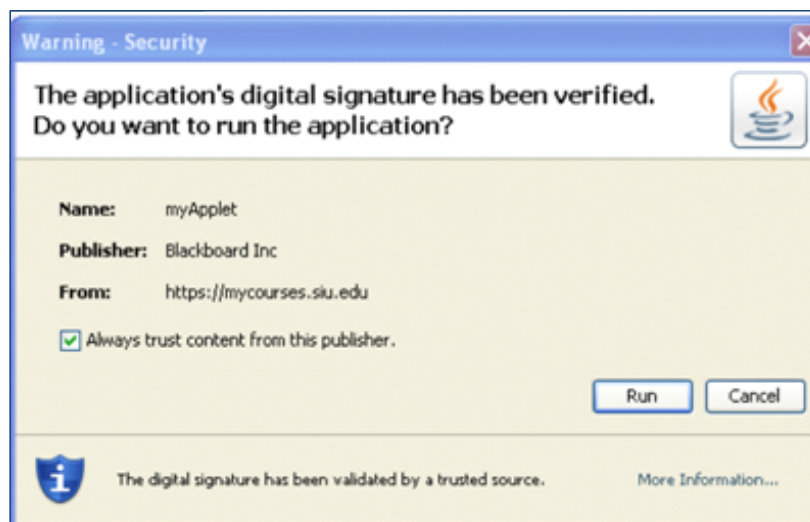 Warning - Security
The application's digital signature has been verified.
Do you want to run the application?
Name: myApplet
Publisher: Blackboard Inc
From: https://mycourses.siu.edu
Always trust content from this publisher.
Run Cancel
The digital signature has been validated by a trusted source. More Information...